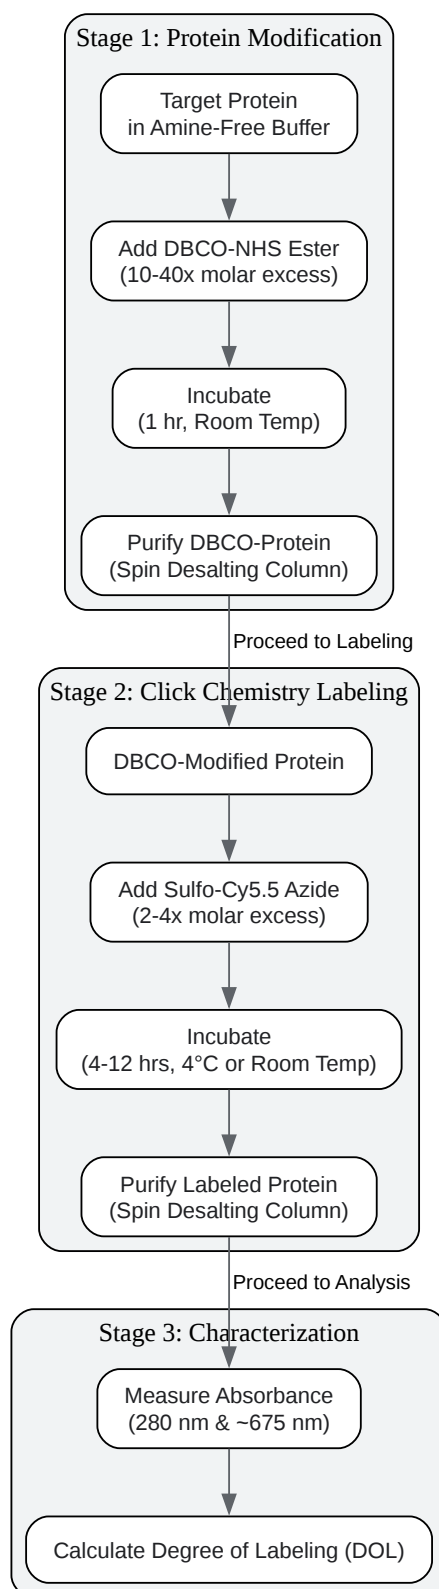 Stage 1: Protein Modification
Target Protein
in Amine-Free Buffer
Add DBCO-NHS Ester
(10-40x molar excess)
Incubate
(1 hr, Room Temp)
Purify DBCO-Protein
(Spin Desalting Column)
Proceed to Labeling
Stage 2: Click Chemistry Labeling
DBCO-Modified Protein
Add Sulfo-Cy5.5 Azide
(2-4x molar excess)
Incubate
(4-12 hrs, 4°C or Room Temp)
Purify Labeled Protein
(Spin Desalting Column)
Proceed to Analysis
Stage 3: Characterization
Measure Absorbance
(280 nm & ~675 nm)
Calculate Degree of Labeling (DOL)